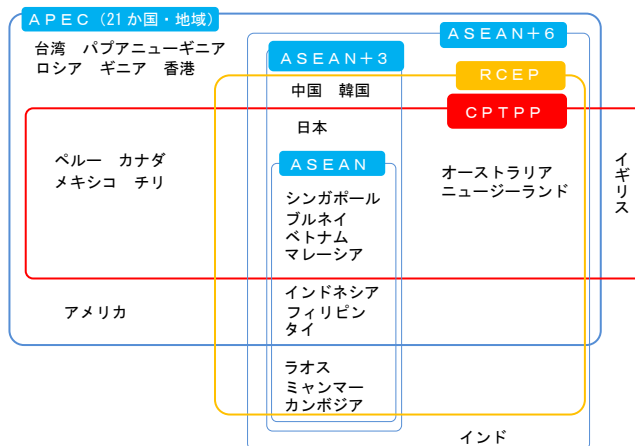 APEC（21か国・地域）
台湾　パプアニューギニア
ロシア　ギニア　香港
ASEAN＋6
ASEAN＋3
RCEP
中国　韓国
CPTPP
日本
ペルー　カナダ
メキシコ　チリ
ASEAN
オーストラリア
ニュージーランド
イギリス
シンガポール
ブルネイ
ベトナム
マレーシア
アメリカ
インドネシア
フィリピン
タイ
ラオス
ミャンマー
カンボジア
インド